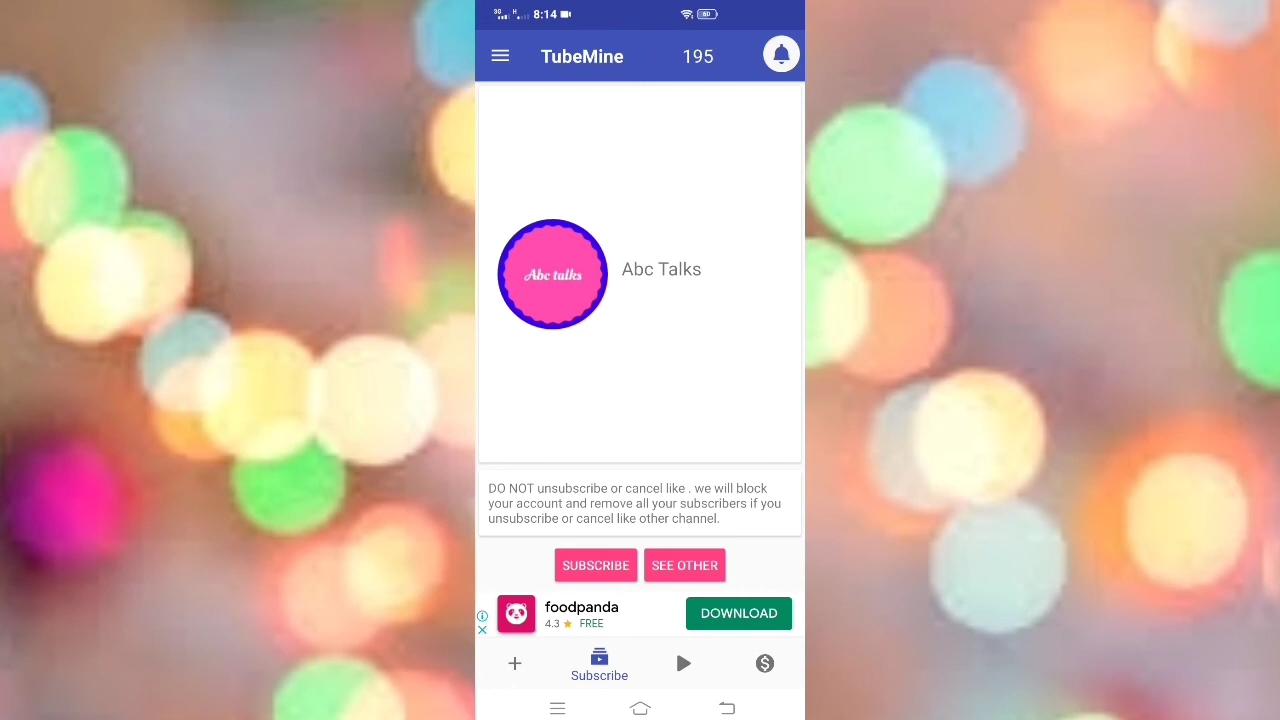 3G H 8:14 60
TubeMine 195
Abc talks
Abc Talks
DO NOT unsubscribe or cancel like , we will block
your account and remove all your subscribers if you
unsubscribe or cancel like other channel.
SUBSCRIBE SEE OTHER
foodpanda
4.3 ★ FREE
DOWNLOAD
Subscribe